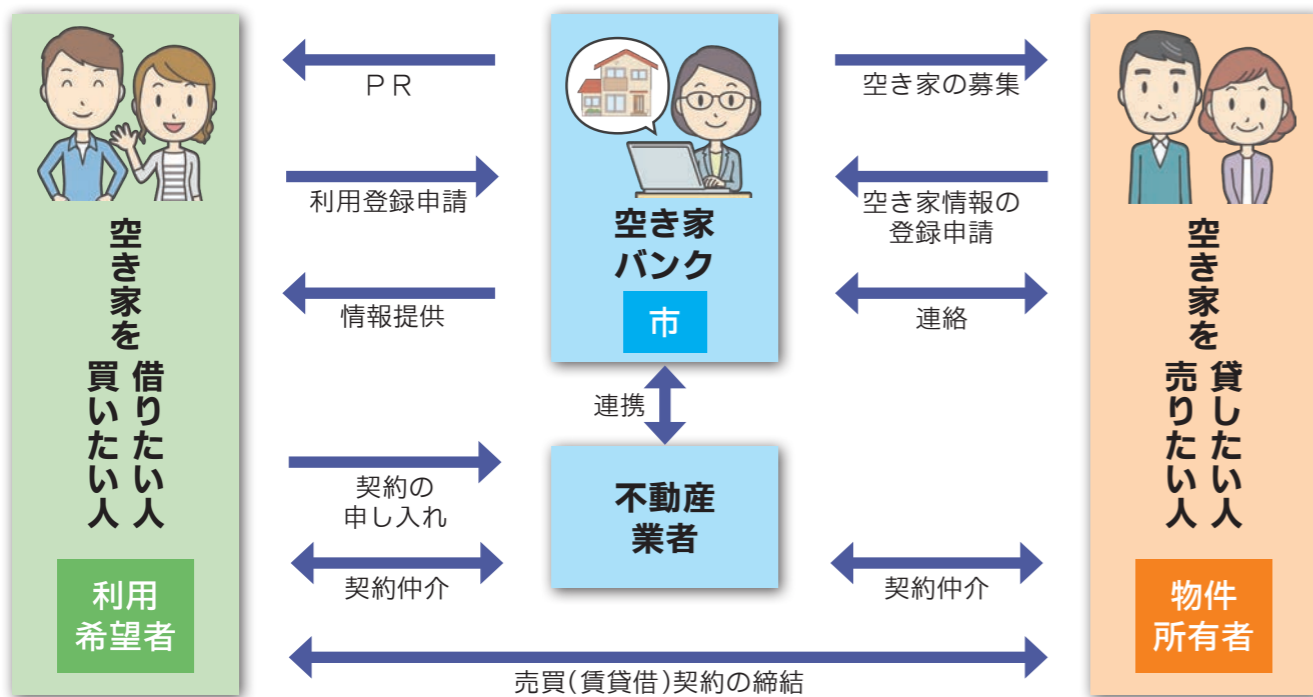 空き家を
借りたい人
買いたい人
利用
希望者
ＰＲ
利用登録申請
情報提供
契約の
申し入れ
契約仲介
空き家
バンク
市
連携
不動産
業者
空き家の募集
空き家情報の
登録申請
連絡
契約仲介
空き家を
貸したい人
売りたい人
物件
所有者
売買(賃貸借)契約の締結